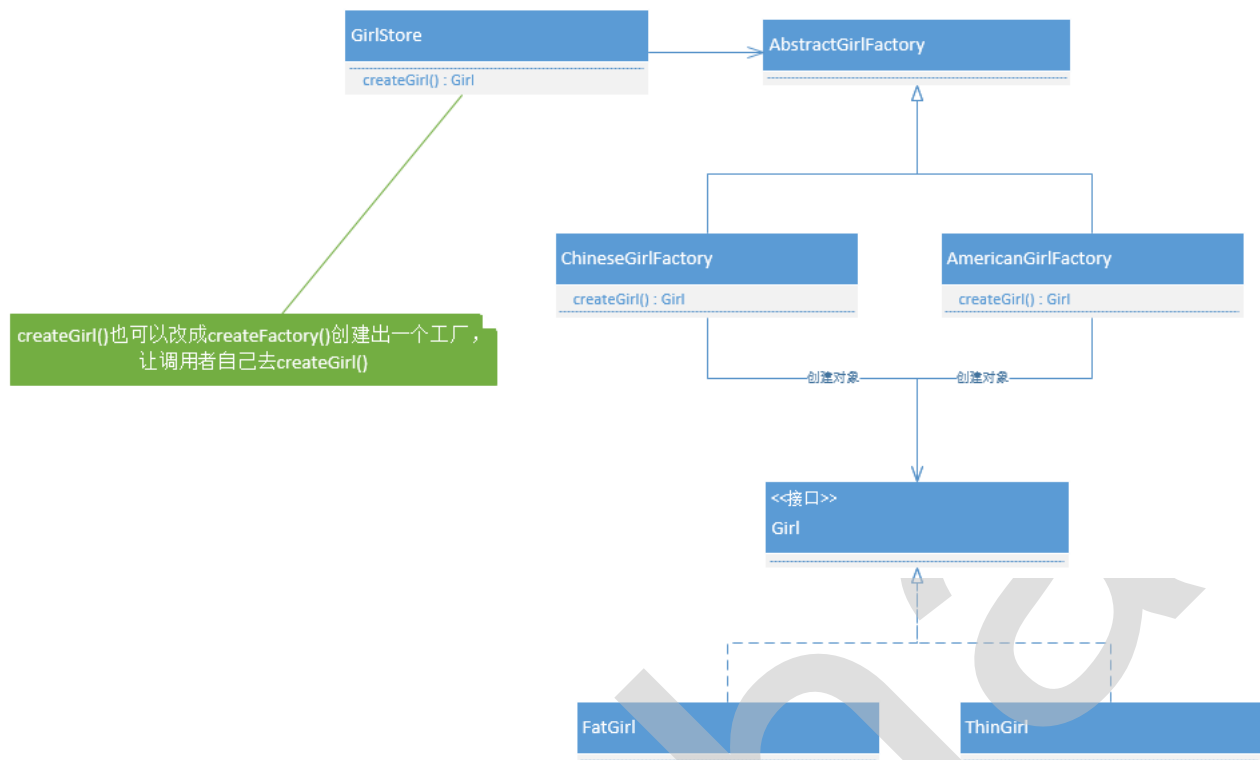 GirlStore
createGirl() : Girl
AbstractGirlFactory
ChineseGirlFactory
createGirl() : Girl
AmericanGirlFactory
createGirl() : Girl
createGirl()也可以改成createFactory()创建出一个工厂，
让调用者自己去createGirl()
创建对象
创建对象
<<接口>>
Girl
FatGirl
ThinGirl